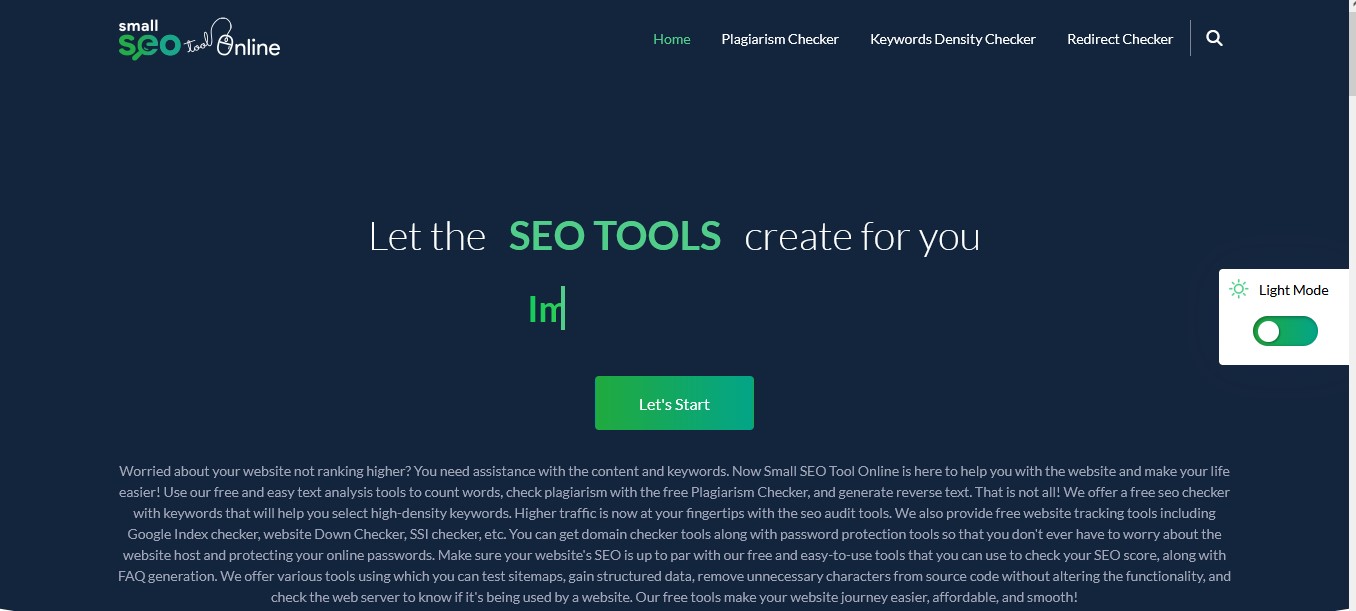 small
seo tool Online
Home Plagiarism Checker Keywords Density Checker Redirect Checker
Let the SEO TOOLS create for you
Light Mode
Im
Let's Start
Worried about your website not ranking higher? You need assistance with the content and keywords. Now Small SEO Tool Online is here to help you with the website and make your life
easier! Use our free and easy text analysis tools to count words, check plagiarism with the free Plagiarism Checker, and generate reverse text. That is not all! We offer a free seo checker
with keywords that will help you select high-density keywords. Higher traffic is now at your fingertips with the seo audit tools. We also provide free website tracking tools including
Google Index checker, website Down Checker, SSl checker, etc. You can get domain checker tools along with password protection tools so that you don't ever have to worry about the
website host and protecting your online passwords. Make sure your website's SEO is up to par with our free and easy-to-use tools that you can use to check your SEO score, along with
FAQ generation. We offer various tools using which you can test sitemaps, gain structured data, remove unnecessary characters from source code without altering the functionality, and
check the web server to know if it's being used by a website. Our free tools make your website journey easier, affordable, and smooth!